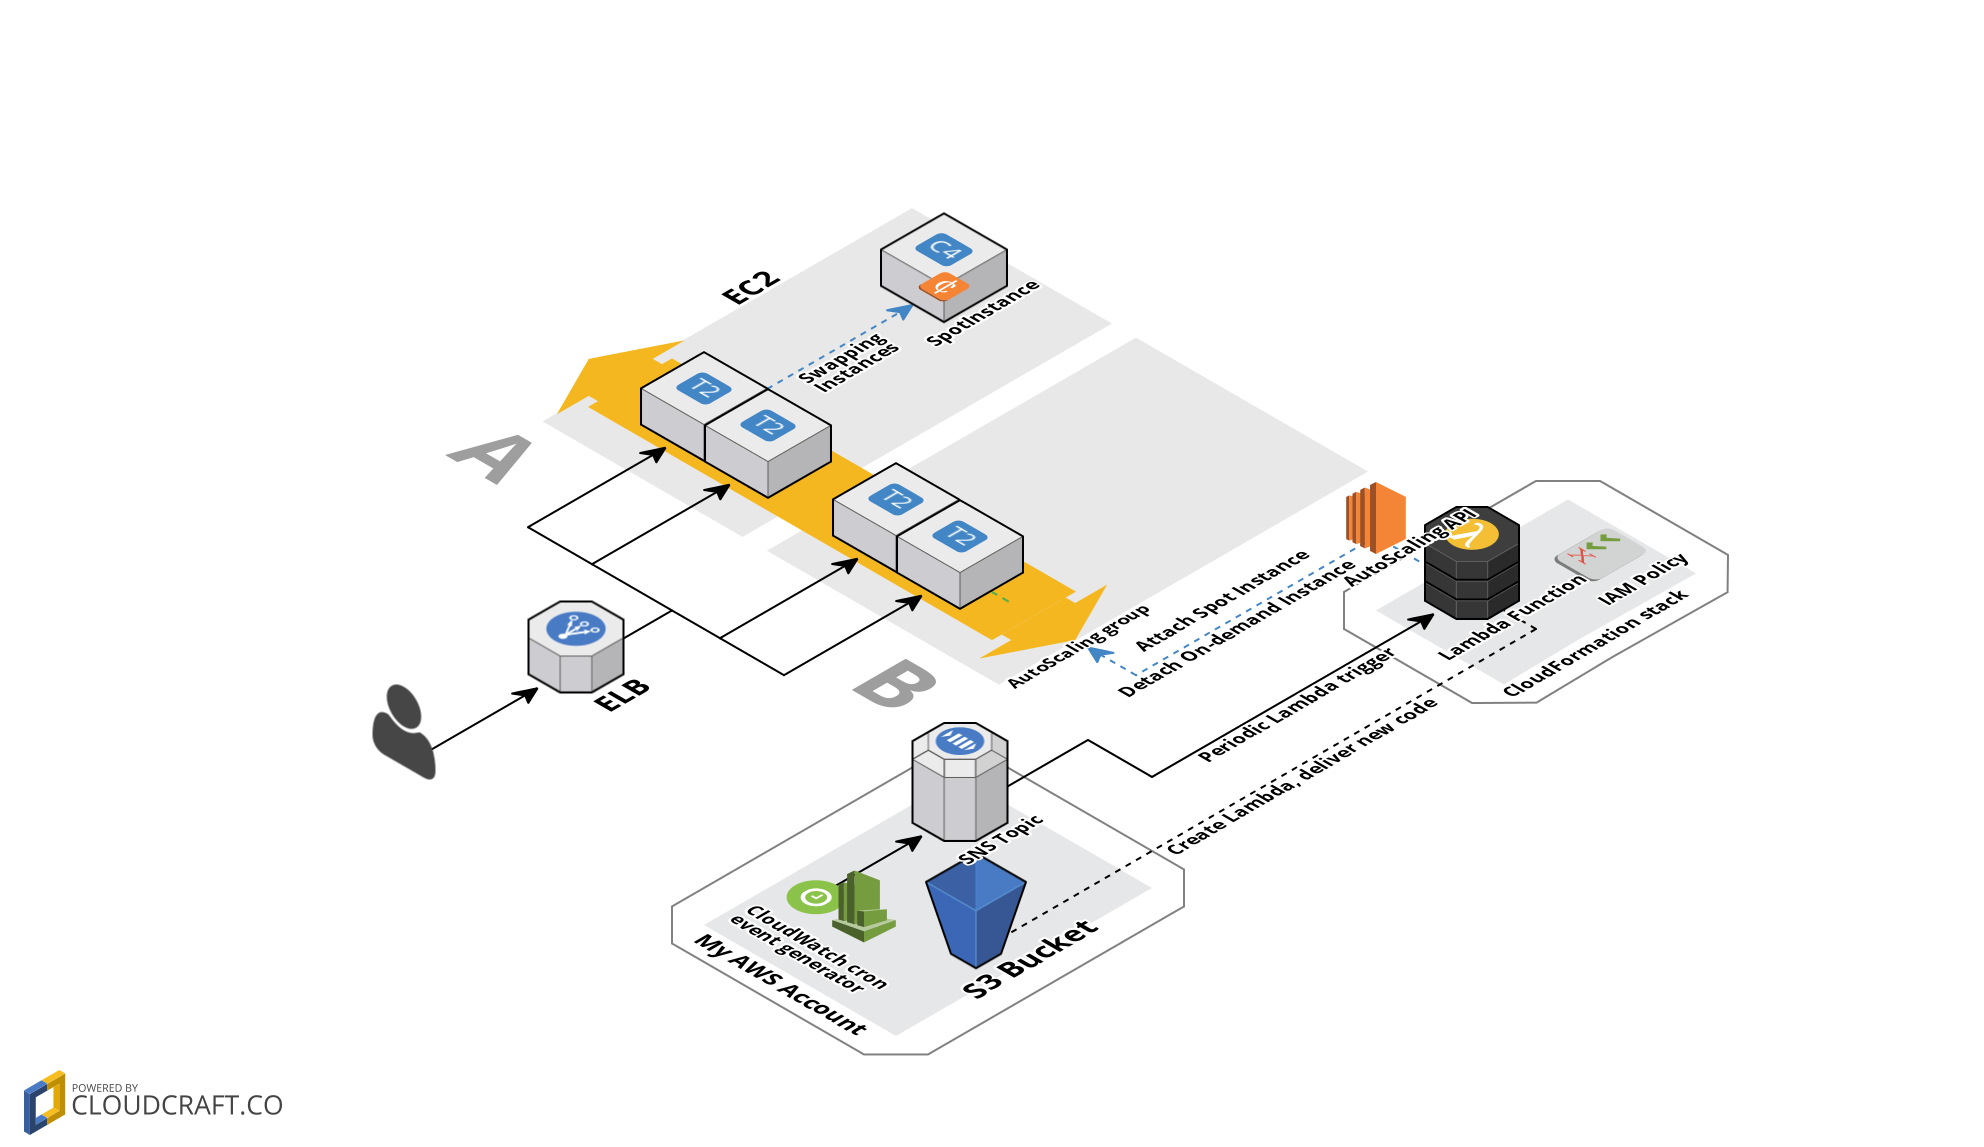 C4
EC2
SpotInstance
Swapping
Instances
T2
T2
A
T2
T2
AutoScaling API
Attach Spot Instance
Detach On-demand Instance
AutoScaling group
IAM Policy
Lambda Function
CloudFormation stack
ELB
B
Periodic Lambda trigger
Create Lambda, deliver new code
SNS Topic
CloudWatch cron
event generator
S3 Bucket
My AWS Account
POWERED BY
CLOUDCRAFT.CO